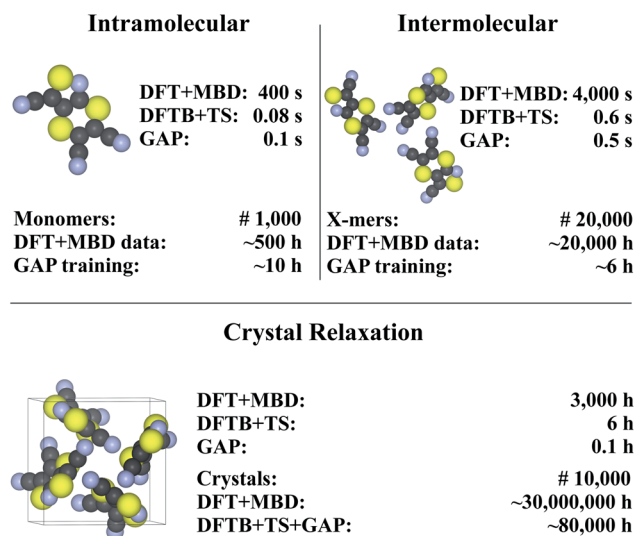 Intramolecular
DFT+MBD: 400 s
DFTB+TS: 0.08 s
GAP: 0.1 s
Monomers: # 1,000
DFT+MBD data: ~500 h
GAP training: ~10 h
Intermolecular
DFT+MBD: 4,000 s
DFTB+TS: 0.6 s
GAP: 0.5 s
X-mers: # 20,000
DFT+MBD data: ~20,000 h
GAP training: ~6 h
Crystal Relaxation
DFT+MBD: 3,000 h
DFTB+TS: 6 h
GAP: 0.1 h
Crystals: # 10,000
DFT+MBD: ~30,000,000 h
DFTB+TS+GAP: ~80,000 h